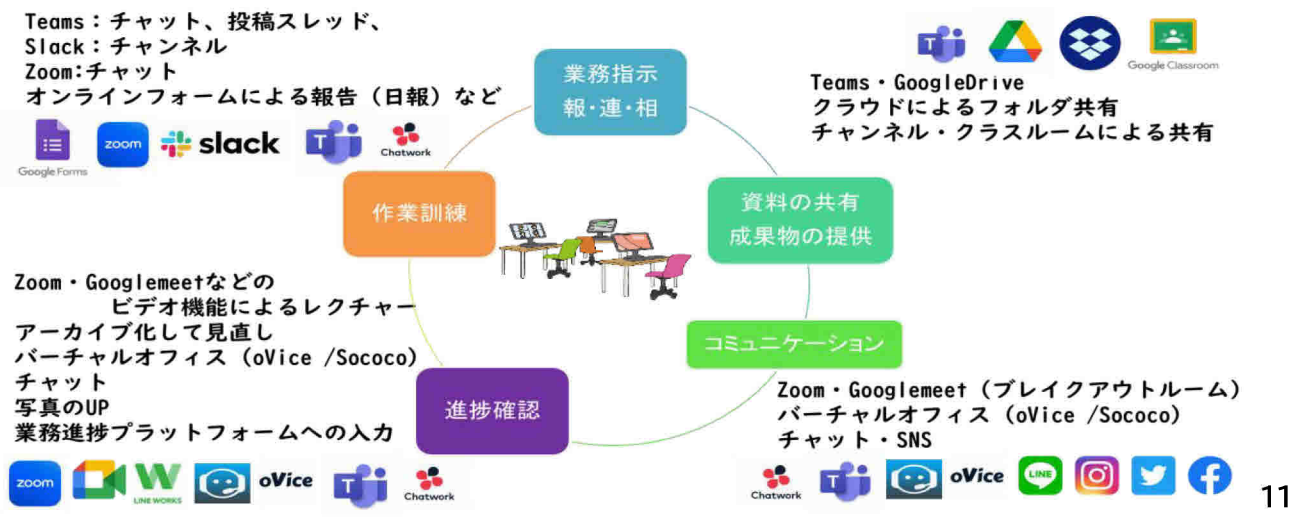 Teams：チャット、投稿スレッド、
Slack：チャンネル
Zoom:チャット
オンラインフォームによる報告（日報）など
Google Forms
zoom
slack
T
Chatwork
業務指示
報・連・相
T
Google Classroom
Teams・GoogleDrive
クラウドによるフォルダ共有
チャンネル・クラスルームによる共有
作業訓練
資料の共有
成果物の提供
Zoom・Googlemeetなどの
ビデオ機能によるレクチャー
アーカイブ化して見直し
バーチャルオフィス（oVice /Sococo）
チャット
写真のUP
業務進捗プラットフォームへの入力
進捗確認
コミュニケーション
Zoom・Googlemeet（ブレイクアウトルーム）
バーチャルオフィス（oVice /Sococo）
チャット・SNS
zoom
W
LINE WORKS
oVice
T
Chatwork
Chatwork
T
oVice
LINE
11